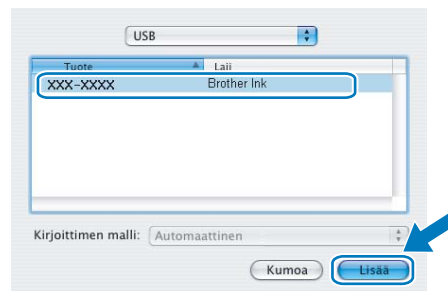 USB
Tuote Laji
XXX-XXXX Brother Ink
Kirjoittimen malli: Automaattinen
Kumoa Lisää